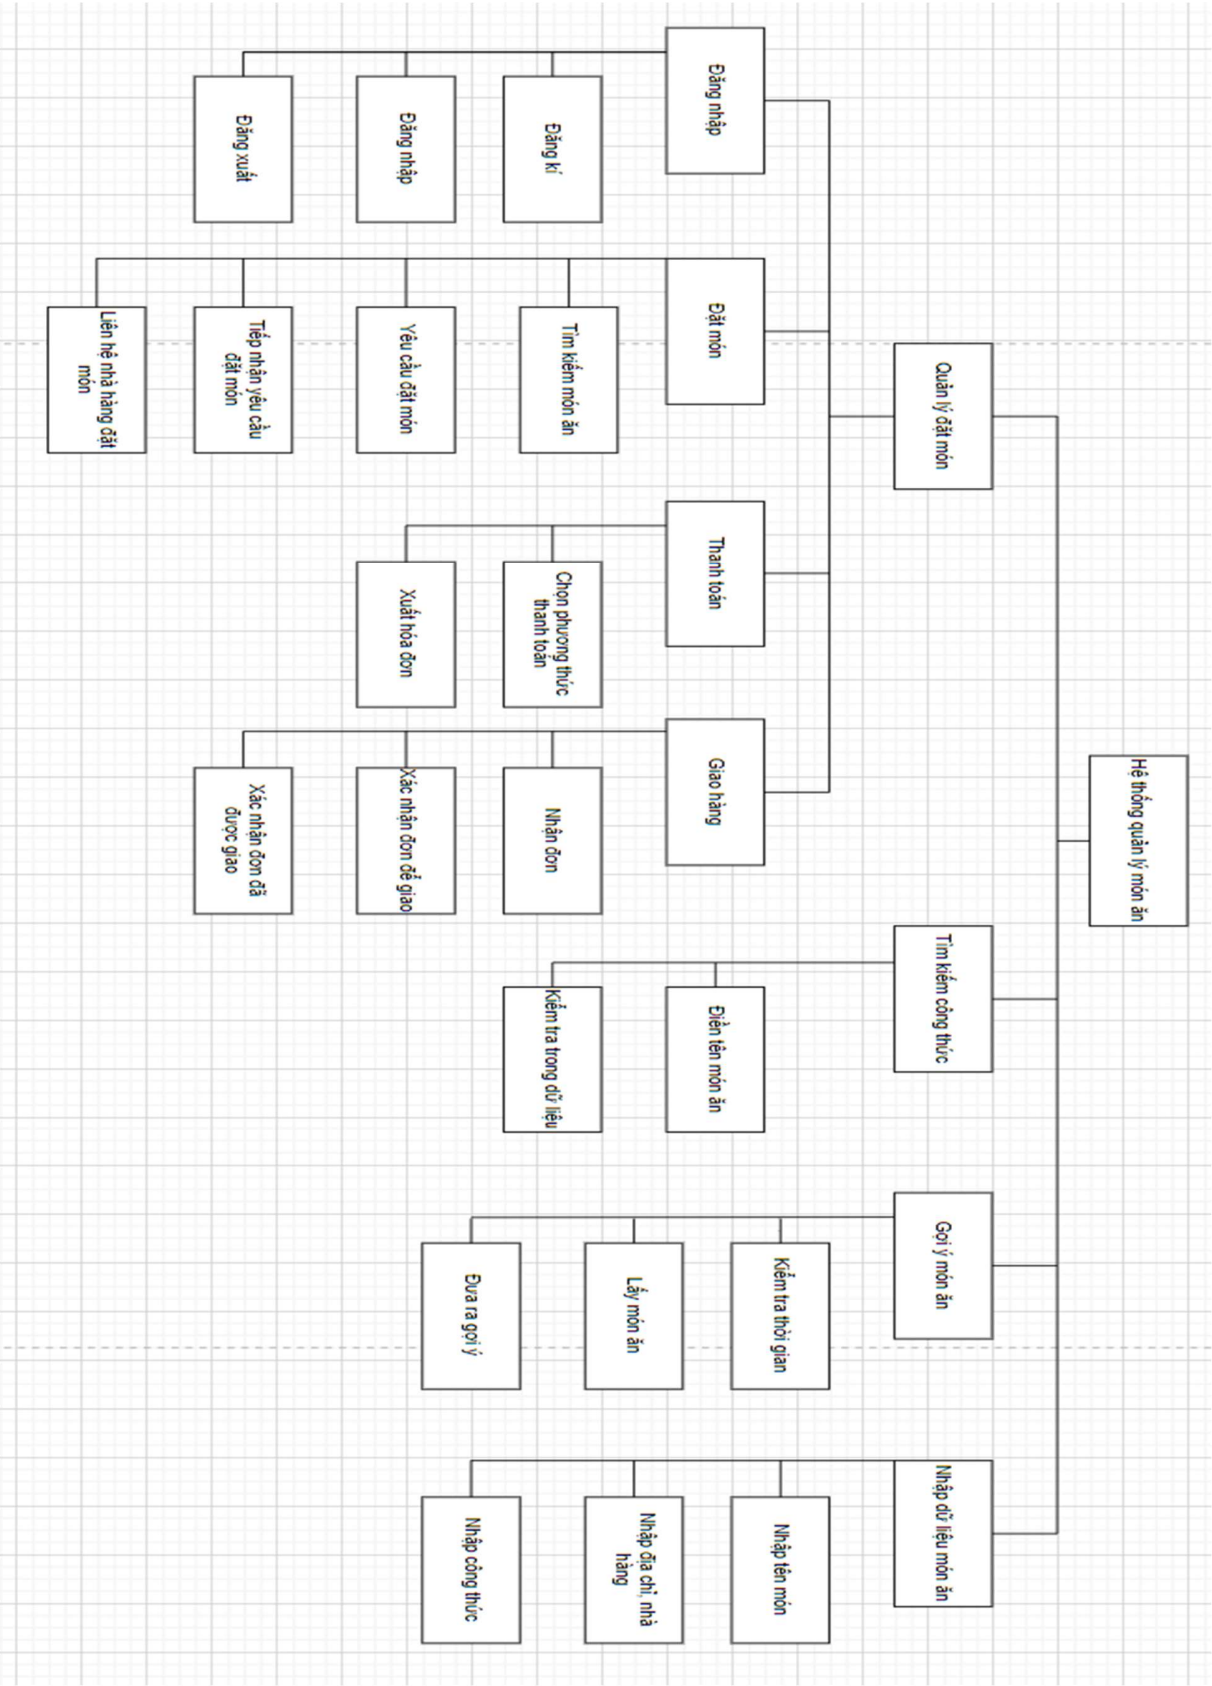 Hệ thống quản lý món ăn
Quản lý đặt món
Tìm kiếm công thức
Gợi ý món ăn
Nhập dữ liệu món ăn
Đăng nhập
Đặt món
Thanh toán
Giao hàng
Đăng kí
Đăng nhập
Đăng xuất
Tìm kiếm món ăn
Yêu cầu đặt món
Tiếp nhận yêu cầu
đặt món
Liên hệ nhà hàng đặt
món
Chọn phương thức
thanh toán
Xuất hóa đơn
Nhận đơn
Xác nhận đơn để giao
Xác nhận đơn đã
được giao
Điền tên món ăn
Kiểm tra trong dữ liệu
Kiểm tra thời gian
Lấy món ăn
Đưa ra gợi ý
Nhập tên món
Nhập địa chỉ, nhà
hàng
Nhập công thức